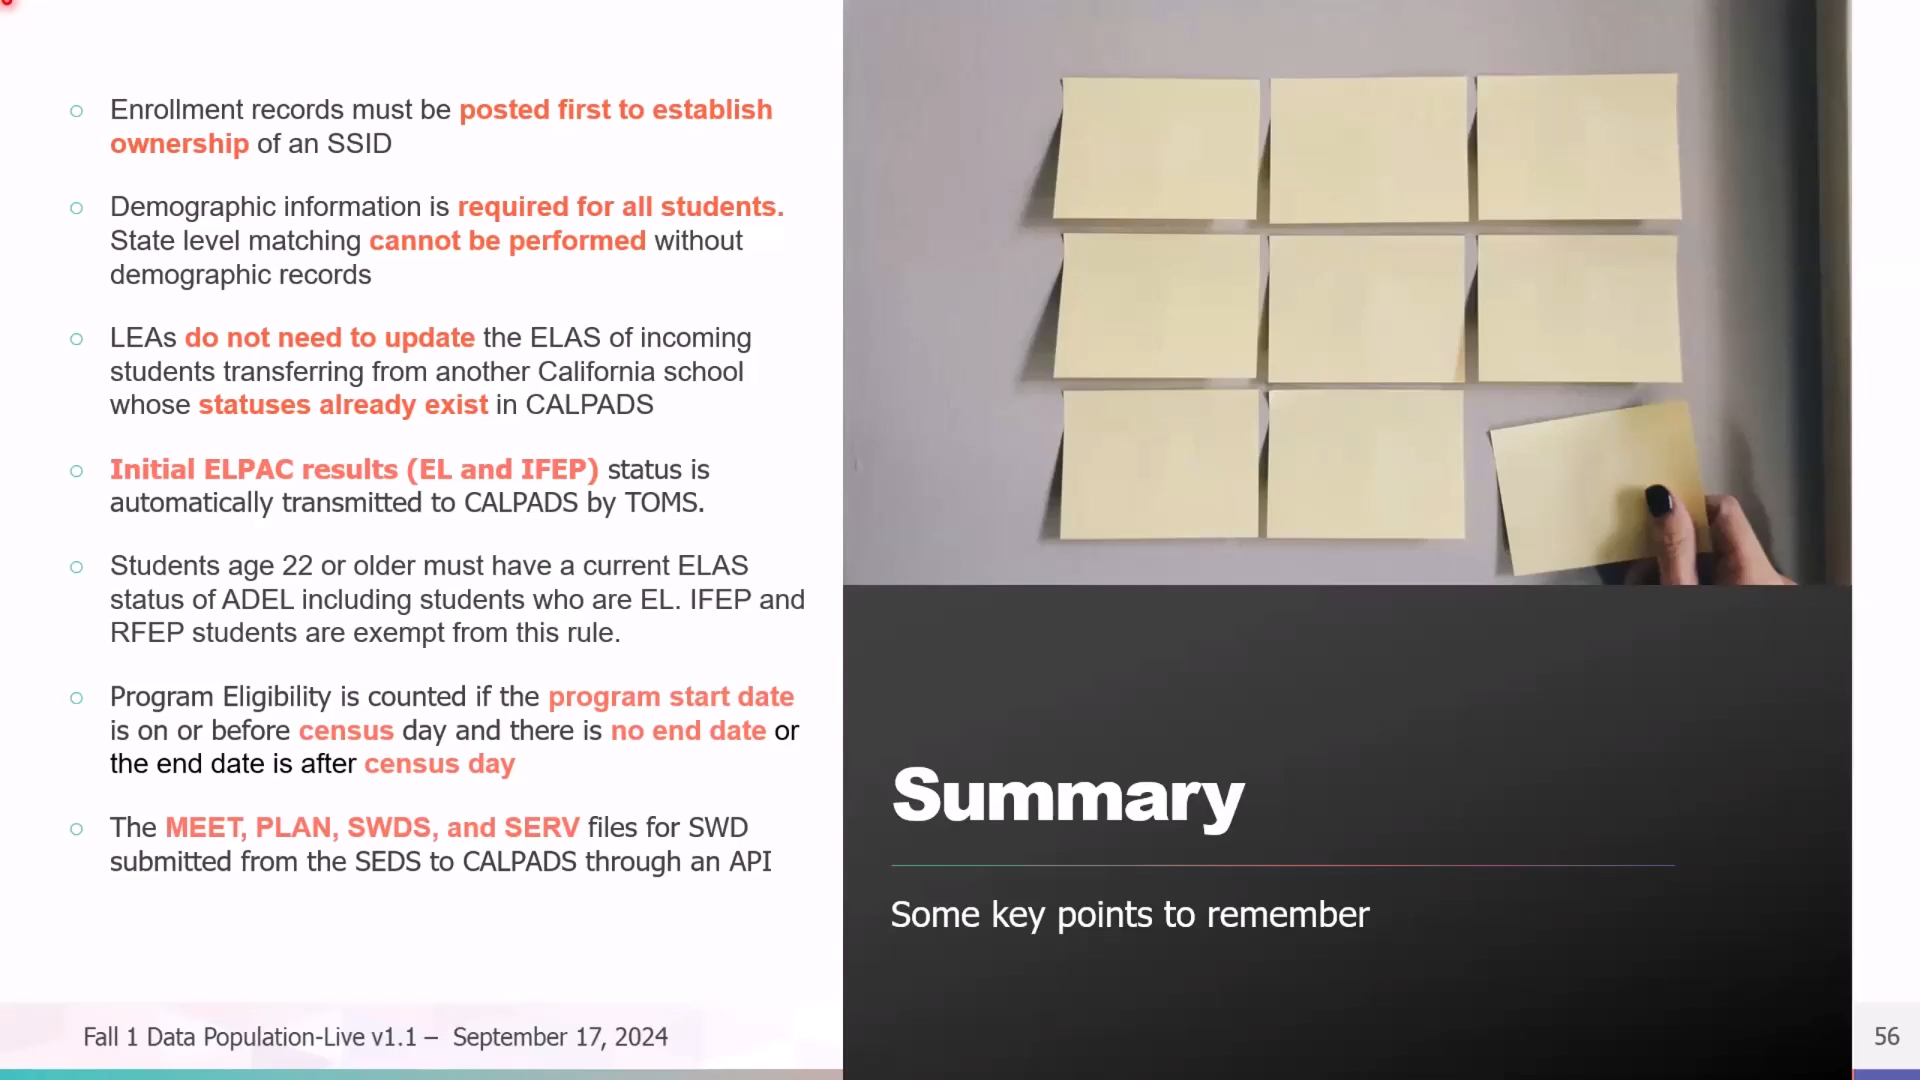 Enrollment records must be posted first to establish
ownership of an SSID
Demographic information is required for all students.
State level matching cannot be performed without
demographic records
LEAs do not need to update the ELAS of incoming
students transferring from another California school
whose statuses already exist in CALPADS
Initial ELPAC results (EL and IFEP) status is
automatically transmitted to CALPADS by TOMS.
Students age 22 or older must have a current ELAS
status of ADEL including students who are EL. IFEP and
RFEP students are exempt from this rule.
Program Eligibility is counted if the program start date
is on or before census day and there is no end date or
the end date is after census day
The MEET, PLAN, SWDS, and SERV files for SWD
submitted from the SEDS to CALPADS through an API
Summary
Some key points to remember
Fall 1 Data Population-Live v1.1 – September 17, 2024
56